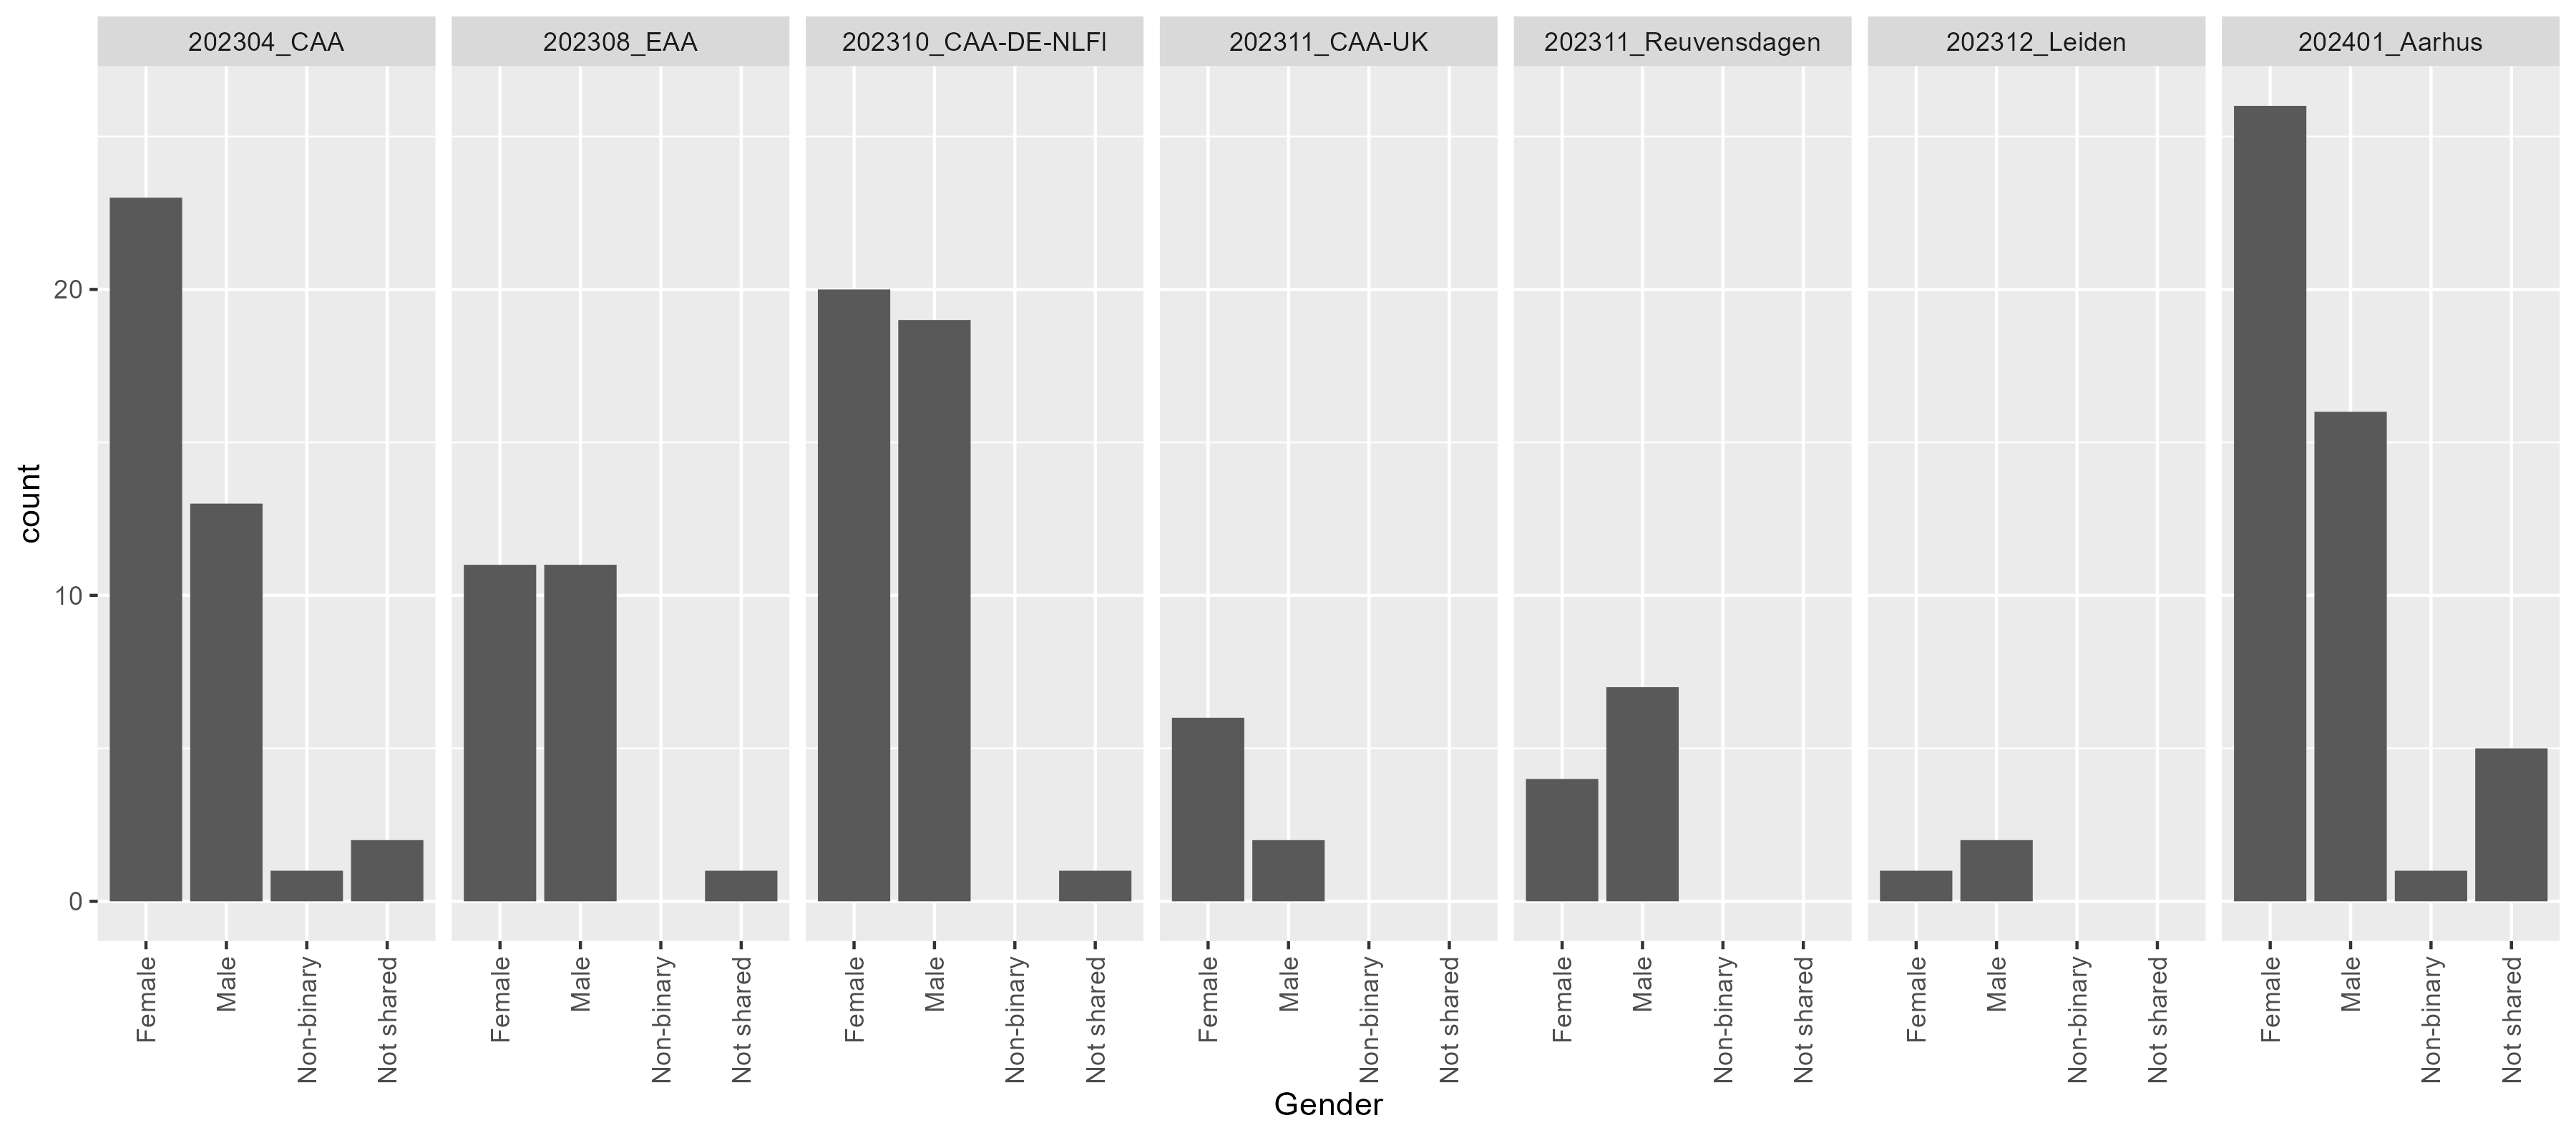 202304_CAA
202308_EAA
202310_CAA-DE-NLFI
202311_CAA-UK
202311_Reuvensdagen
202312_Leiden
202401_Aarhus
count
20
10
0
Female
Male
Non-binary
Not shared
Female
Male
Non-binary
Not shared
Female
Male
Non-binary
Not shared
Female
Male
Non-binary
Not shared
Female
Male
Non-binary
Not shared
Female
Male
Non-binary
Not shared
Female
Male
Non-binary
Not shared
Gender